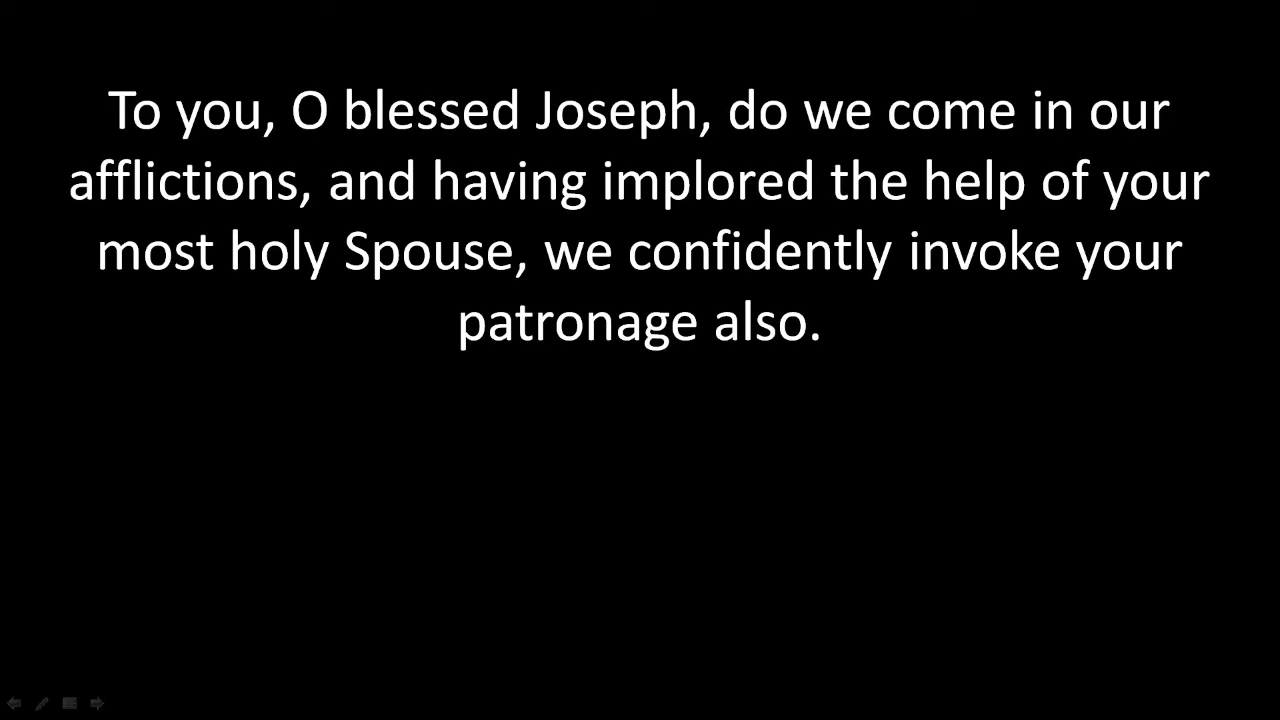 To you, O blessed Joseph, do we come in our
afflictions, and having implored the help of your
most holy Spouse, we confidently invoke your
patronage also.